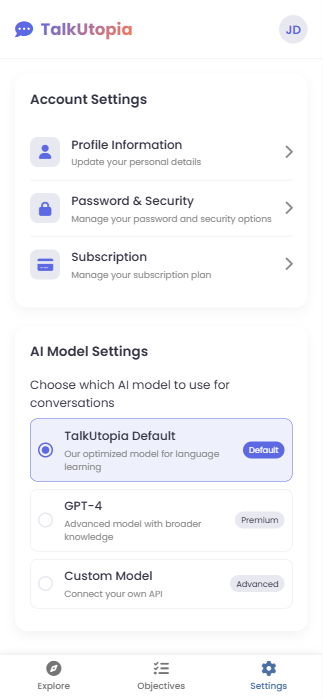 TalkUtopia
JD
Account Settings
Profile Information
Update your personal details
Password & Security
Manage your password and security options
Subscription
Manage your subscription plan
AI Model Settings
Choose which AI model to use for
conversations
TalkUtopia Default
Our optimized model for language
learning
Default
GPT-4
Advanced model with broader
knowledge
Premium
Custom Model
Connect your own API
Advanced
Explore
Objectives
Settings